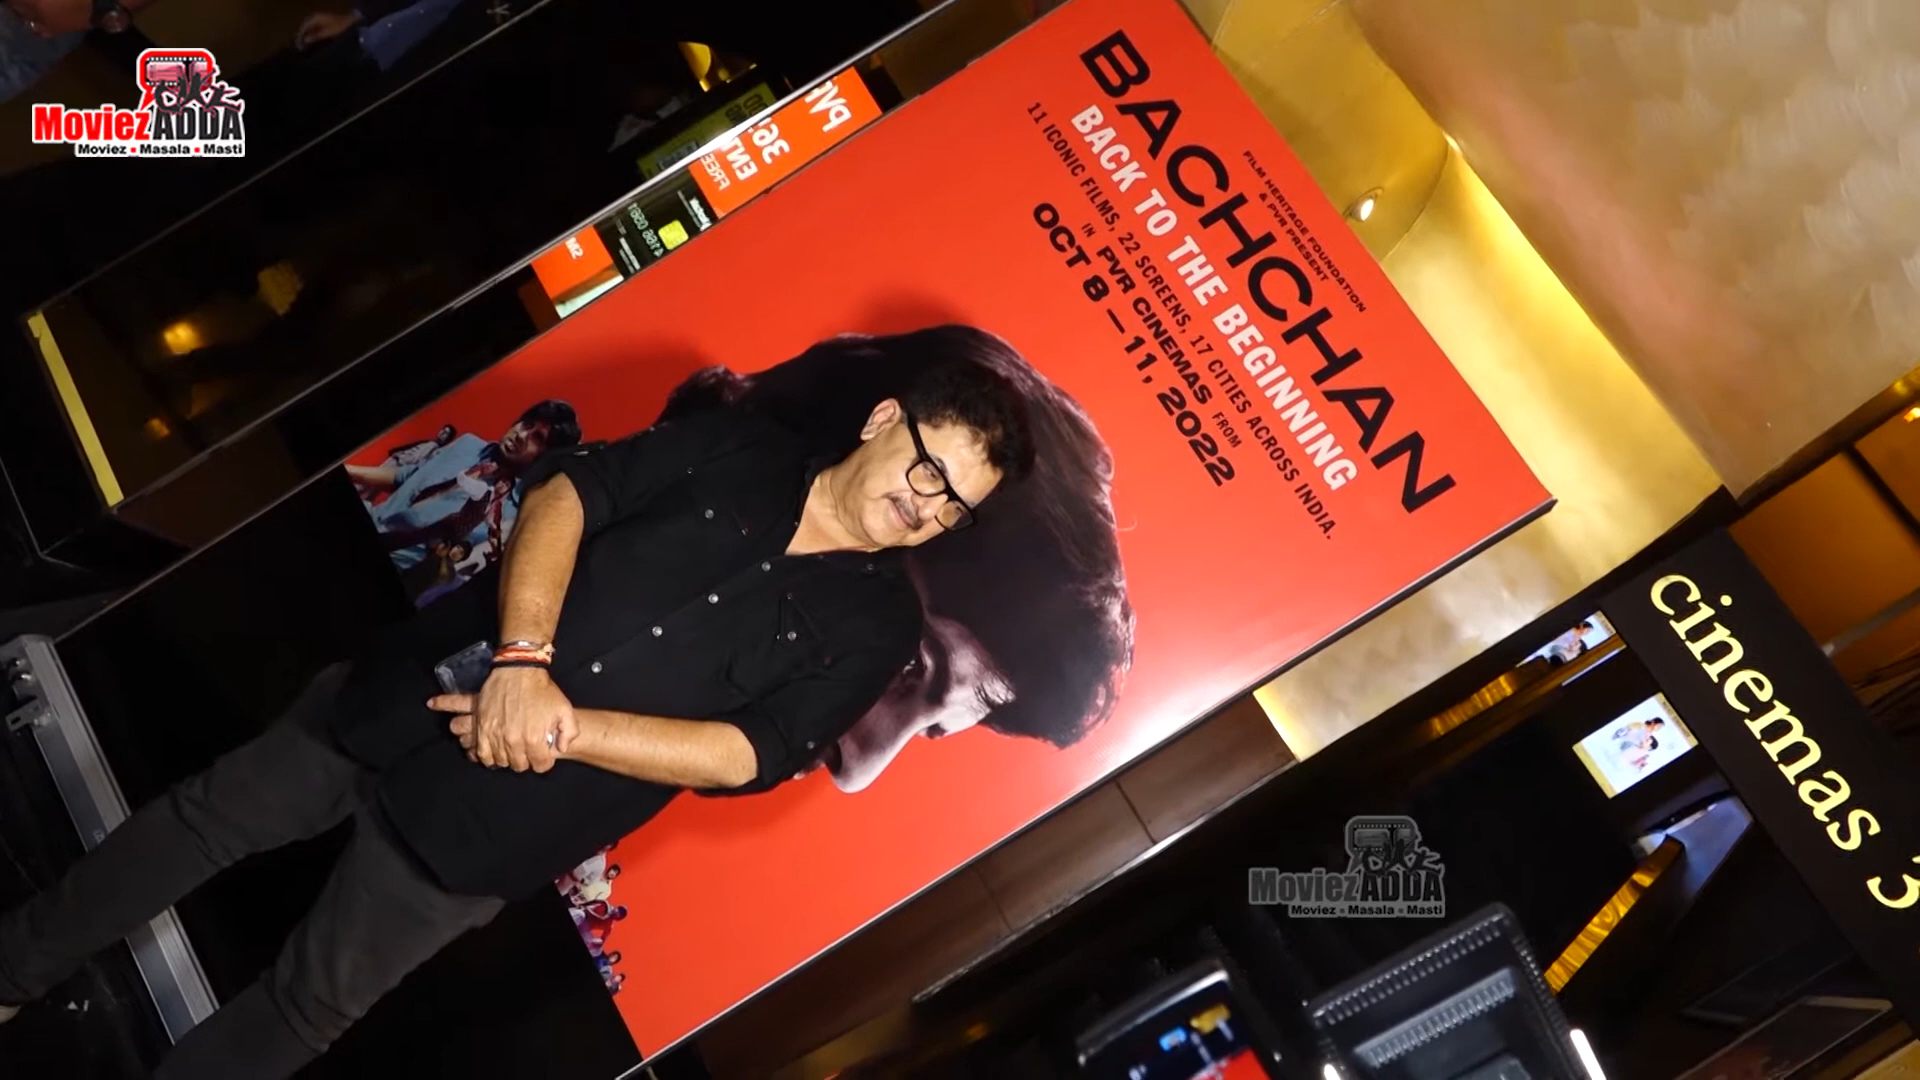 MoviezADDA
Moviez • Masala • Masti
FILM HERITAGE FOUNDATION
& PVR PRESENT
BACHCHAN
BACK TO THE BEGINNING
11 ICONIC FILMS, 22 SCREENS, 17 CITIES ACROSS INDIA.
IN PVR CINEMAS FROM
OCT 8 — 11, 2022
PVR
FREE
cinemas 3
MoviezADDA
Moviez • Masala • Masti